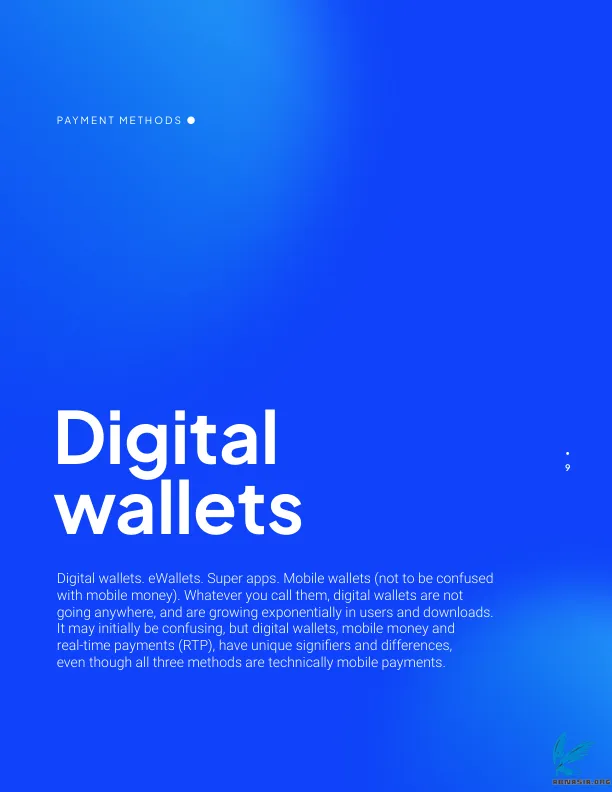 PAYMENT METHODS
Digital
wallets
9
Digital wallets. eWallets. Super apps. Mobile wallets (not to be confused
with mobile money). Whatever you call them, digital wallets are not
going anywhere, and are growing exponentially in users and downloads.
It may initially be confusing, but digital wallets, mobile money and
real-time payments (RTP), have unique signifiers and differences,
even though all three methods are technically mobile payments.